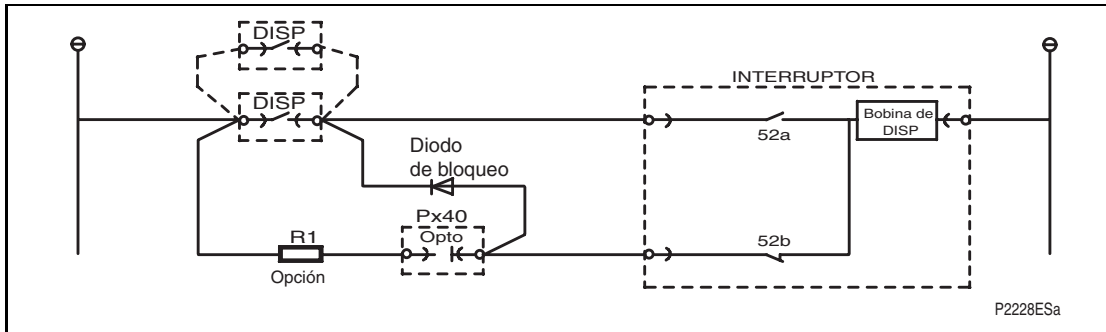 DISP
DISP
INTERRUPTOR
52a
Bobina de
DISP
Diodo
de bloqueo
Px40
Opto
R1
Opción
52b
P2228ESa